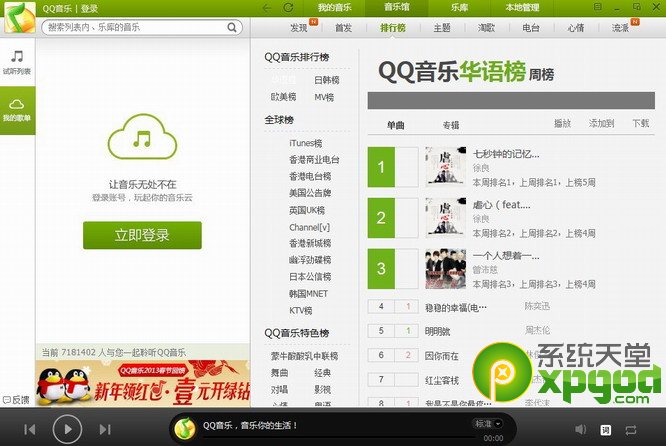 QQ音乐 | 登录
我的音乐 音乐馆 乐库 本地管理
搜索列表内、乐库的音乐
发现 N 首发 排行榜 主题 淘歌 电台 心情 流派 N
试听列表
我的歌单
让音乐无处不在
登录账号，玩起你的音乐云
立即登录
当前 7181402 人与您一起聆听QQ音乐
QQ音乐2013春节回馈
新年领红包·壹元开绿钻
反馈
QQ音乐排行榜
日韩榜
欧美榜 MV榜
全球榜
iTunes榜
香港商业电台
香港电台榜
美国公告牌
英国UK榜
Channel[v]
香港新城榜
幽浮劲碟榜
日本公信榜
韩国MNET
KTV榜
QQ音乐特色榜
蒙牛酸酸乳中联榜
舞曲 经典
对唱 影视
QQ音乐华语榜 周榜
单曲 专辑 播放 添加到 下载
1 七秒钟的记忆...
徐良
本周排名1，上周排名1，上榜5周
2 虐心（feat....
徐良
本周排名2，上周排名2，上榜4周
3 一个人想着一...
曾沛慈
本周排名3，上周排名3，上榜4周
4 1 稳稳的幸福(电... 陈奕迅
5 1 明明就 周杰伦
6 2 因你而在
7 红尘客栈
8 我是不是你最疼...
系统天堂
xpgod.com
QQ音乐，音乐你的生活！
标准
00:00
词